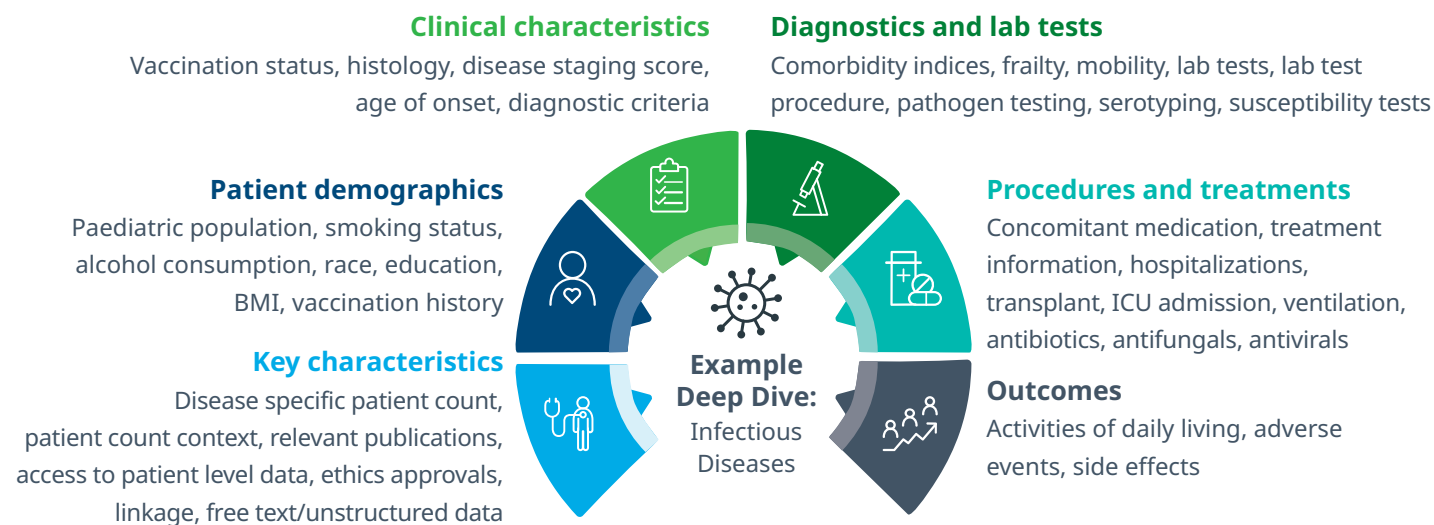 Clinical characteristics
Vaccination status, histology, disease staging score,
age of onset, diagnostic criteria
Diagnostics and lab tests
Comorbidity indices, frailty, mobility, lab tests, lab test
procedure, pathogen testing, serotyping, susceptibility tests
Patient demographics
Paediatric population, smoking status,
alcohol consumption, race, education,
BMI, vaccination history
Procedures and treatments
Concomitant medication, treatment
information, hospitalizations,
transplant, ICU admission, ventilation,
antibiotics, antifungals, antivirals
Key characteristics
Disease specific patient count,
patient count context, relevant publications,
access to patient level data, ethics approvals,
linkage, free text/unstructured data
Example
Deep Dive:
Infectious
Diseases
Outcomes
Activities of daily living, adverse
events, side effects